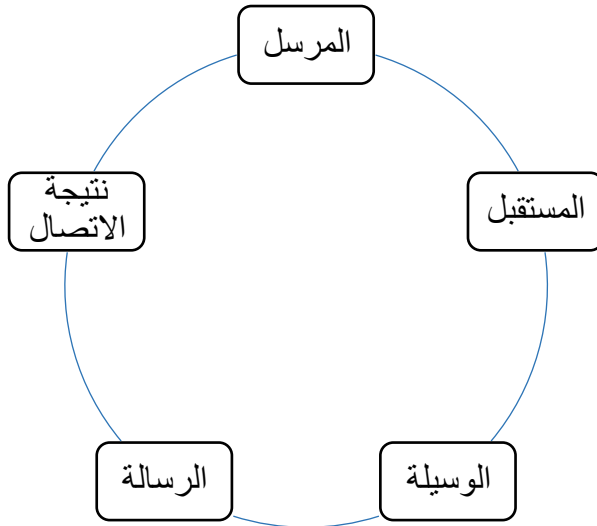 المرسل
المستقبل
الوسيلة
الرسالة
نتيجة
الاتصال